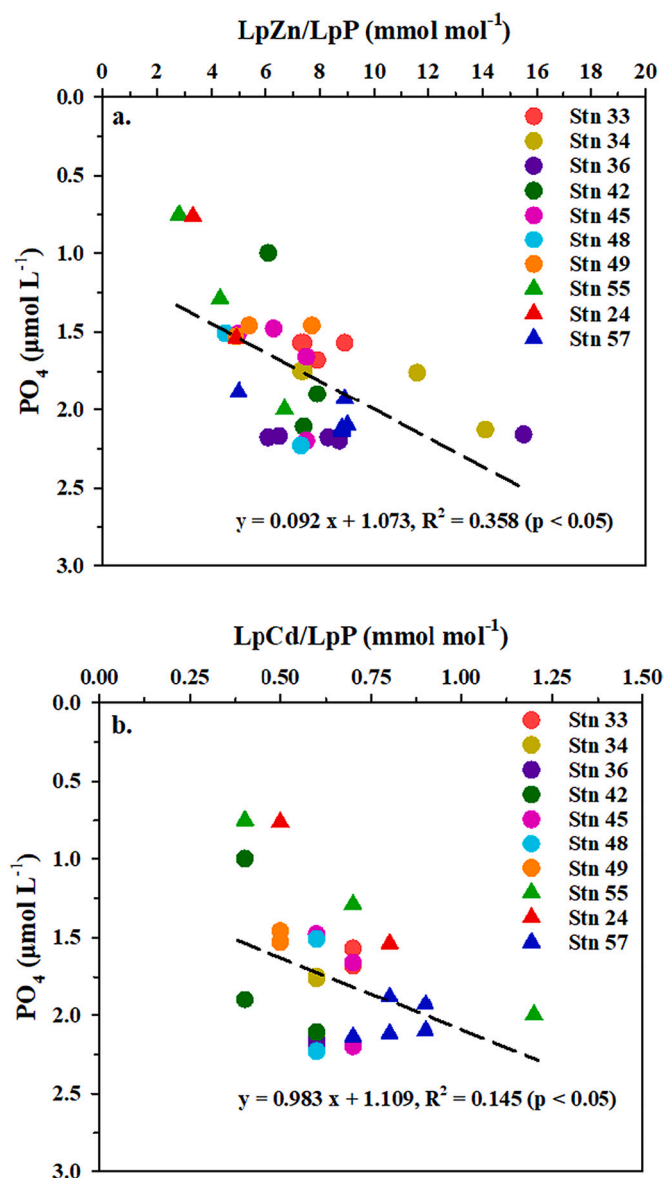 LpZn/LpP (mmol mol⁻¹)
0 2 4 6 8 10 12 14 16 18 20
PO₄ (µmol L⁻¹)
0.0
0.5
1.0
1.5
2.0
2.5
3.0
a.
Stn 33
Stn 34
Stn 36
Stn 42
Stn 45
Stn 48
Stn 49
Stn 55
Stn 24
Stn 57
y = 0.092 x + 1.073, R² = 0.358 (p < 0.05)
LpCd/LpP (mmol mol⁻¹)
0.00 0.25 0.50 0.75 1.00 1.25 1.50
PO₄ (µmol L⁻¹)
0.0
0.5
1.0
1.5
2.0
2.5
3.0
b.
Stn 33
Stn 34
Stn 36
Stn 42
Stn 45
Stn 48
Stn 49
Stn 55
Stn 24
Stn 57
y = 0.983 x + 1.109, R² = 0.145 (p < 0.05)